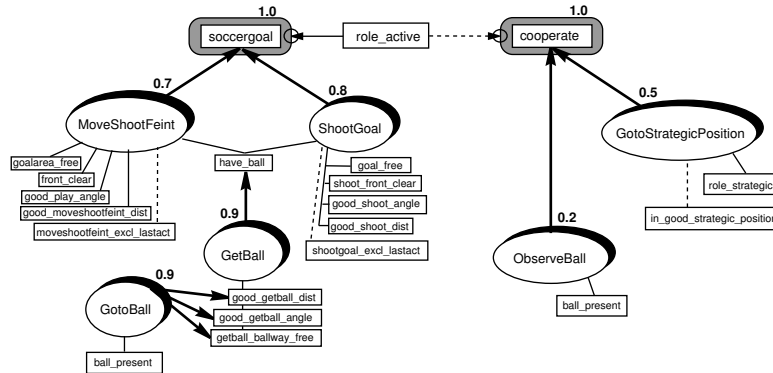 1.0
1.0
soccergoal
role_active
cooperate
0.7
0.8
0.5
MoveShootFeint
ShootGoal
GotoStrategicPosition
goalarea_free
have_ball
goal_free
front_clear
shoot_front_clear
role_strategic
good_play_angle
good_shoot_angle
good_moveshootfeint_dist
good_shoot_dist
in_good_strategic_position
moveshootfeint_excl_lastact
0.9
0.2
shootgoal_excl_lastact
GetBall
ObserveBall
0.9
good_getball_dist
GotoBall
good_getball_angle
ball_present
getball_ballway_free
ball_present